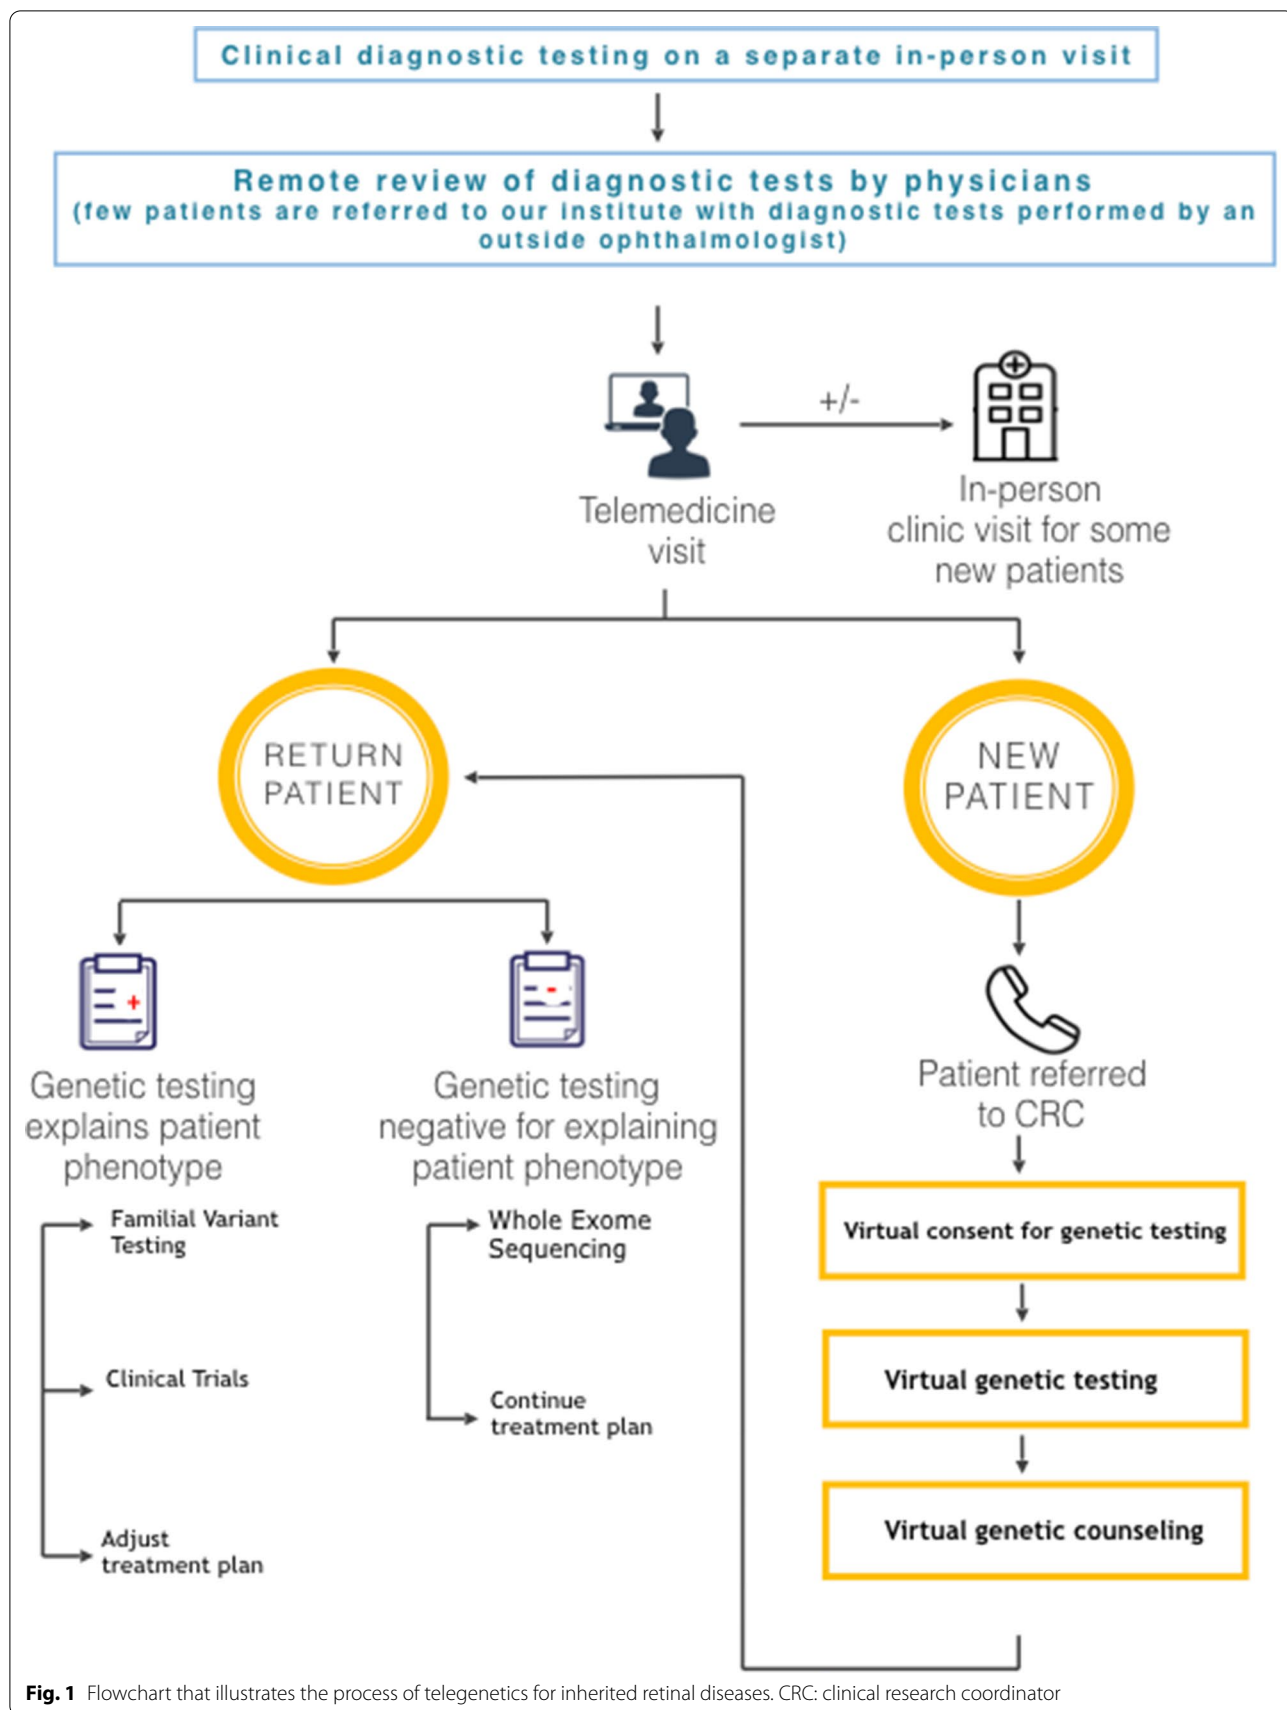 Clinical diagnostic testing on a separate in-person visit
Remote review of diagnostic tests by physicians
(few patients are referred to our institute with diagnostic tests performed by an
outside ophthalmologist)
+/-
Telemedicine
visit
In-person
clinic visit for some
new patients
RETURN
PATIENT
NEW
PATIENT
+
-
Genetic testing
explains patient
phenotype
Genetic testing
negative for explaining
patient phenotype
Patient referred
to CRC
Familial Variant
Testing
Clinical Trials
Adjust
treatment plan
Whole Exome
Sequencing
Continue
treatment plan
Virtual consent for genetic testing
Virtual genetic testing
Virtual genetic counseling
Fig. 1 Flowchart that illustrates the process of telegenetics for inherited retinal diseases. CRC: clinical research coordinator